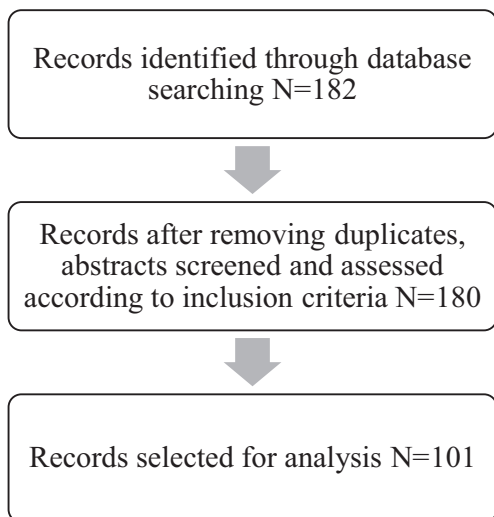 Records identified through database
searching N=182
Records after removing duplicates,
abstracts screened and assessed
according to inclusion criteria N=180
Records selected for analysis N=101